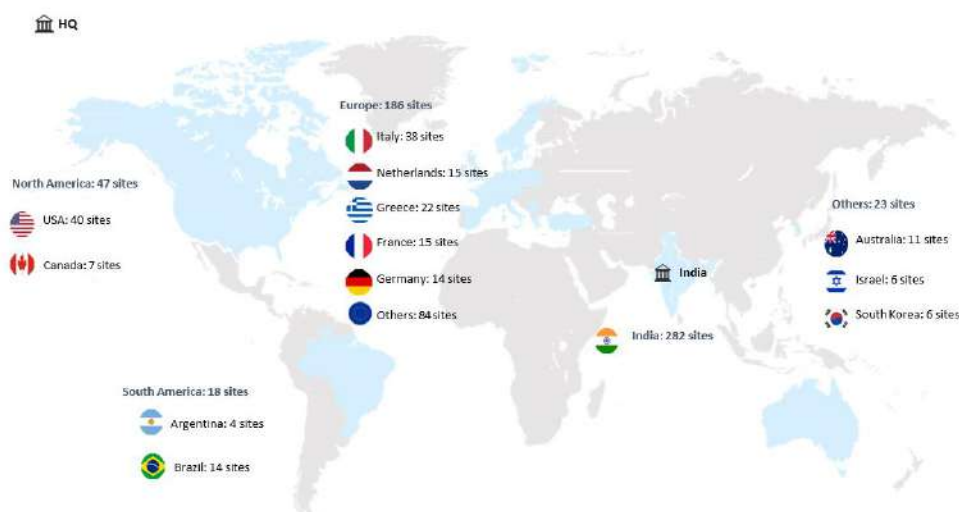 HQ
Europe: 186 sites
Italy: 38 sites
Netherlands: 15 sites
Greece: 22 sites
France: 15 sites
Germany: 14 sites
Others: 84 sites
North America: 47 sites
USA: 40 sites
Canada: 7 sites
Others: 23 sites
Australia: 11 sites
Israel: 6 sites
South Korea: 6 sites
India
India: 282 sites
South America: 18 sites
Argentina: 4 sites
Brazil: 14 sites